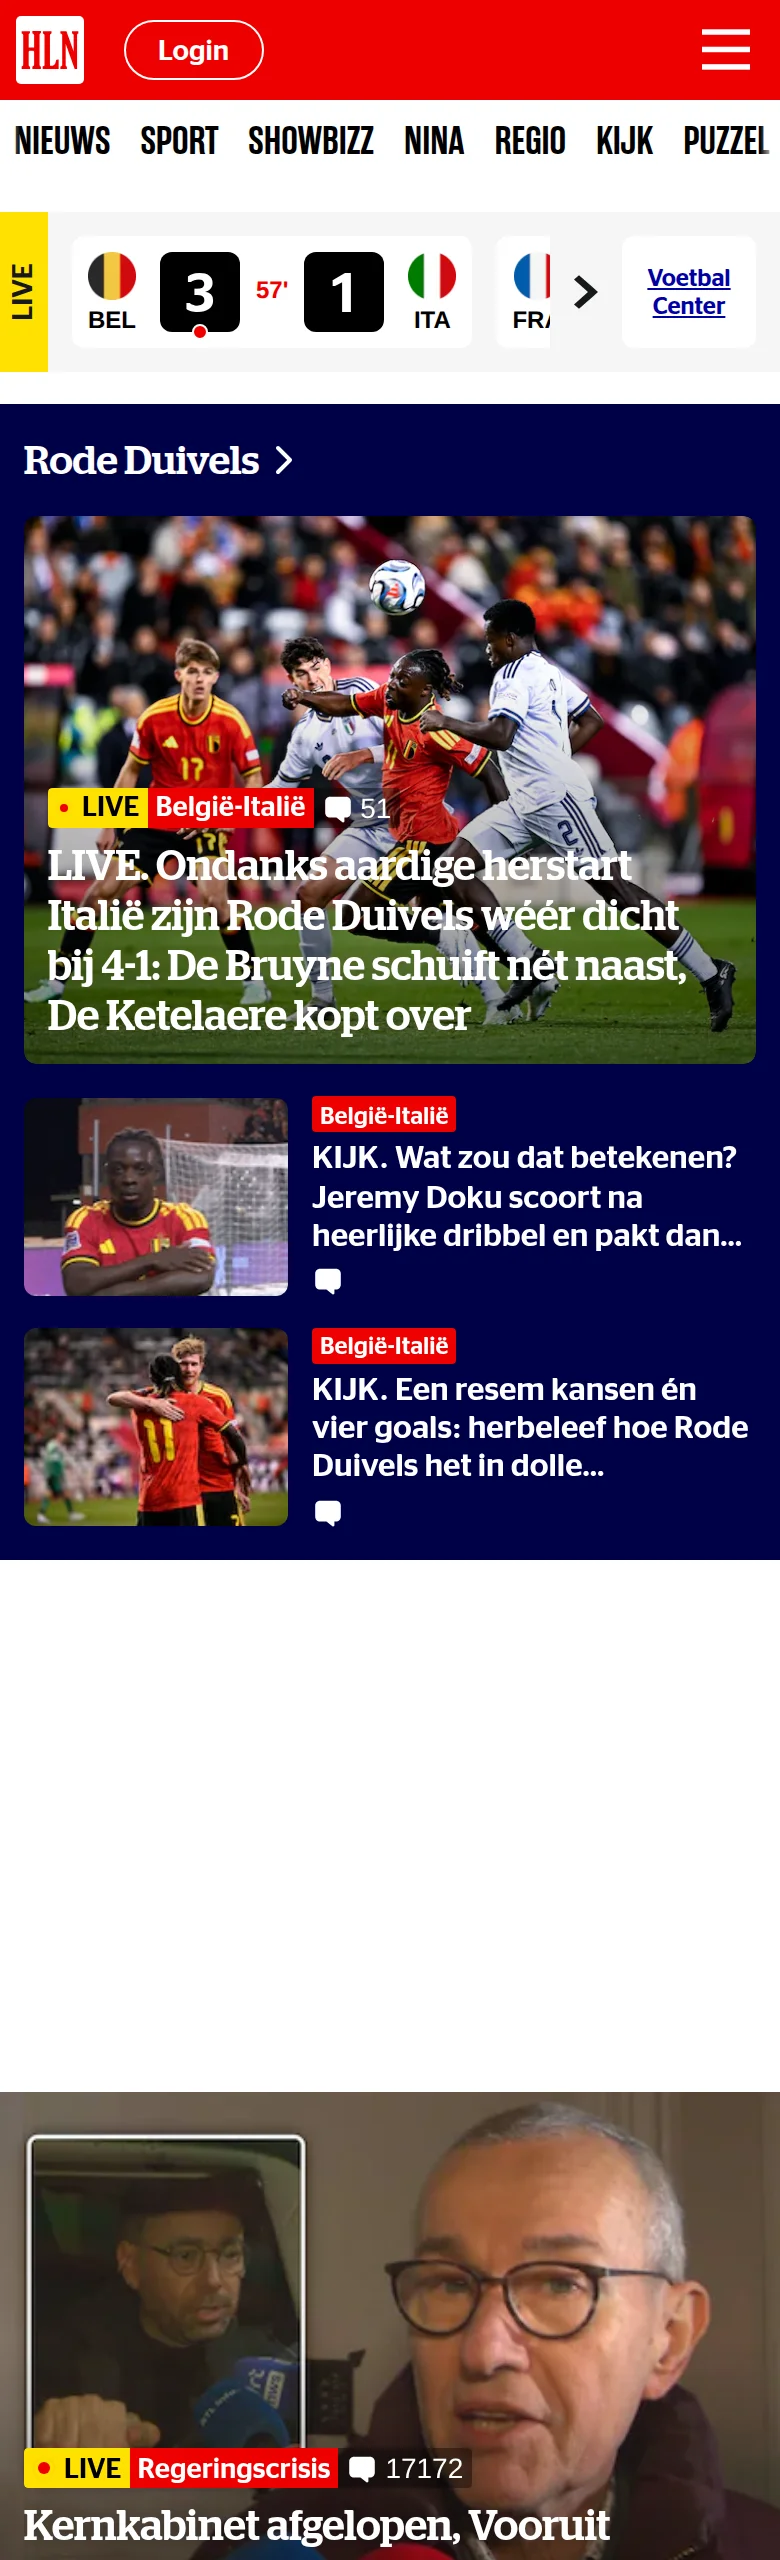 HLN
Login
NIEUWS SPORT SHOWBIZZ NINA REGIO KIJK PUZZEL
LIVE
3 57' 1
BEL ITA FRA
Voetbal
Center
Rode Duivels
17
LIVE België-Italië 51
LIVE. Ondanks aardige herstart
Italië zijn Rode Duivels wéér dicht
bij 4-1: De Bruyne schuift nét naast,
De Ketelaere kopt over
België-Italië
KIJK. Wat zou dat betekenen?
Jeremy Doku scoort na
heerlijke dribbel en pakt dan...
11
België-Italië
KIJK. Een resem kansen én
vier goals: herbeleef hoe Rode
Duivels het in dolle...
LIVE Regeringscrisis 17172
Kernkabinet afgelopen, Vooruit